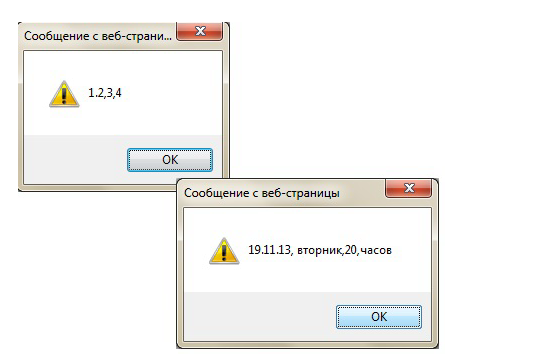 Сообщение с веб-страни...
1.2,3,4
OK
Сообщение с веб-страницы
19.11.13, вторник,20,часов
OK